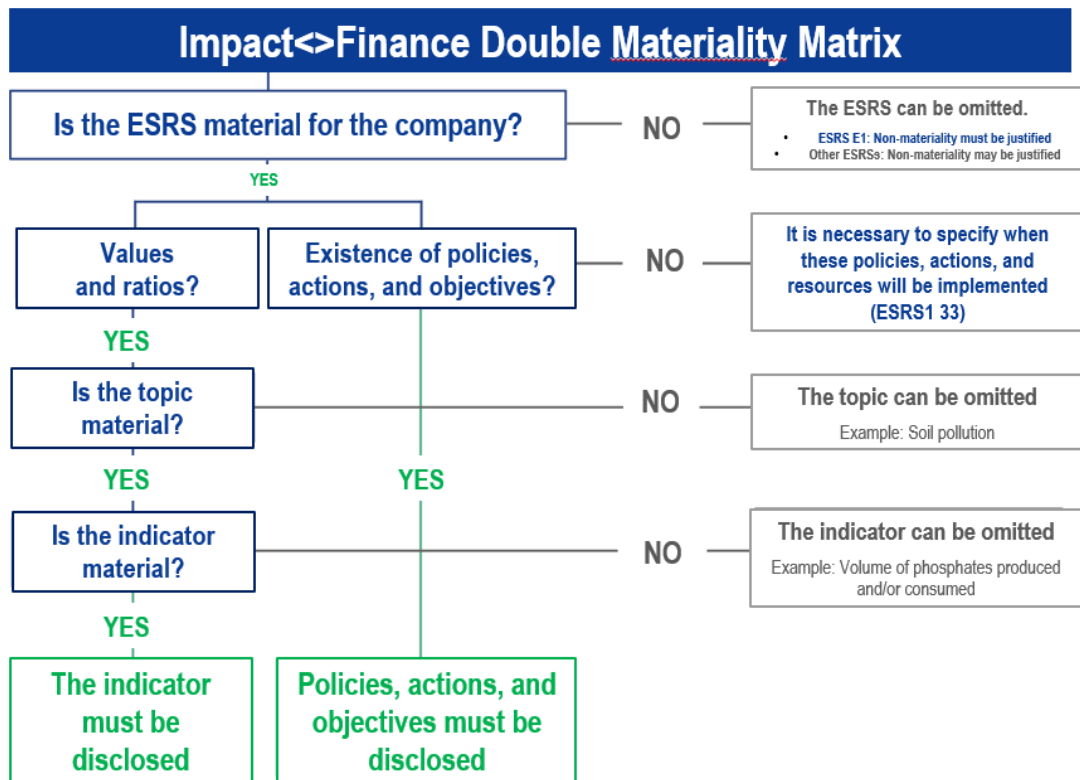 Impact<>Finance Double Materiality Matrix
Is the ESRS material for the company?
NO
The ESRS can be omitted.
• ESRS E1: Non-materiality must be justified
• Other ESRSs: Non-materiality may be justified
YES
Values
and ratios?
Existence of policies,
actions, and objectives?
NO
It is necessary to specify when
these policies, actions, and
resources will be implemented
(ESRS1 33)
YES
Is the topic
material?
NO
The topic can be omitted
Example: Soil pollution
YES
YES
Is the indicator
material?
NO
The indicator can be omitted
Example: Volume of phosphates produced
and/or consumed
YES
The indicator
must be
disclosed
Policies, actions, and
objectives must be
disclosed